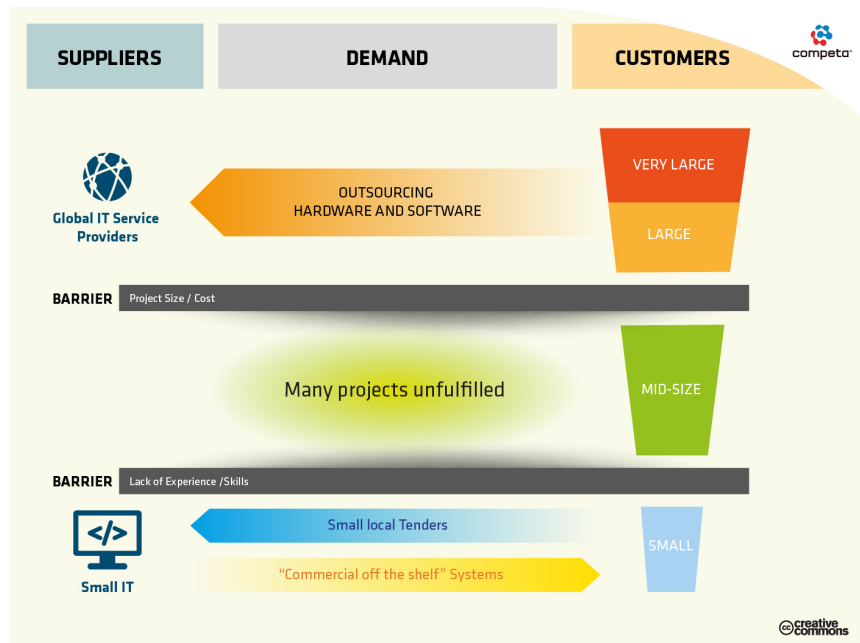 SUPPLIERS
DEMAND
CUSTOMERS
competa
VERY LARGE
OUTSOURCING
HARDWARE AND SOFTWARE
Global IT Service
Providers
LARGE
BARRIER
Project Size / Cost
Many projects unfulfilled
MID-SIZE
BARRIER
Lack of Experience /Skills
</>
Small local Tenders
SMALL
"Commercial off the shelf" Systems
Small IT
cc creative
commons